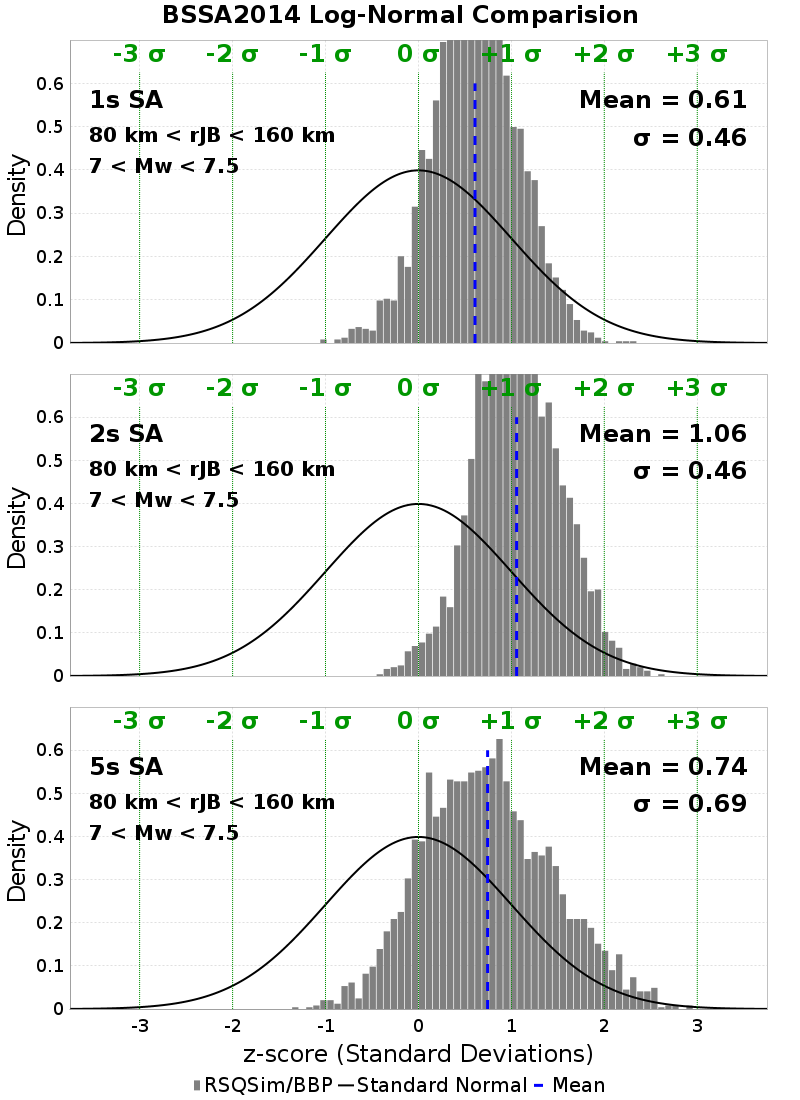 BSSA2014 Log-Normal Comparision
-3 σ -2 σ -1 σ 0 σ +1 σ +2 σ +3 σ
1s SA Mean = 0.61
80 km < rJB < 160 km σ = 0.46
7 < Mw < 7.5
Density
0.6
0.5
0.4
0.3
0.2
0.1
0
-3 σ -2 σ -1 σ 0 σ +1 σ +2 σ +3 σ
2s SA Mean = 1.06
80 km < rJB < 160 km σ = 0.46
7 < Mw < 7.5
Density
0.6
0.5
0.4
0.3
0.2
0.1
0
-3 σ -2 σ -1 σ 0 σ +1 σ +2 σ +3 σ
5s SA Mean = 0.74
80 km < rJB < 160 km σ = 0.69
7 < Mw < 7.5
Density
0.6
0.5
0.4
0.3
0.2
0.1
0
-3 -2 -1 0 1 2 3
z-score (Standard Deviations)
RSQSim/BBP Standard Normal Mean